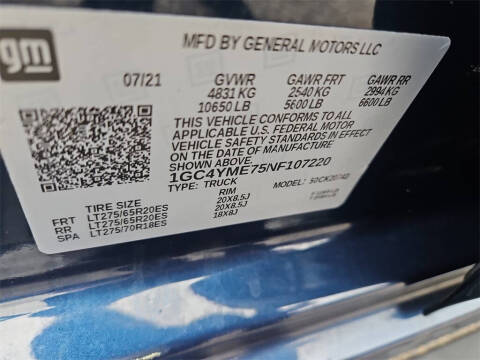 gm
MFD BY GENERAL MOTORS LLC
07/21 GVWR GAWR FRT GAWR RR
4831 KG 2540 KG 2994 KG
10650 LB 5600 LB 6600 LB
THIS VEHICLE CONFORMS TO ALL
APPLICABLE U.S. FEDERAL MOTOR
VEHICLE SAFETY STANDARDS IN EFFECT
ON THE DATE OF MANUFACTURE
SHOWN ABOVE.
1GC4YME75NF107220
TYPE: TRUCK MODEL:
TIRE SIZE RIM
FRT LT275/65R20ES 20X8.5J
RR LT275/65R20ES 20X8.5J
SPA LT275/70R18ES 18X8J